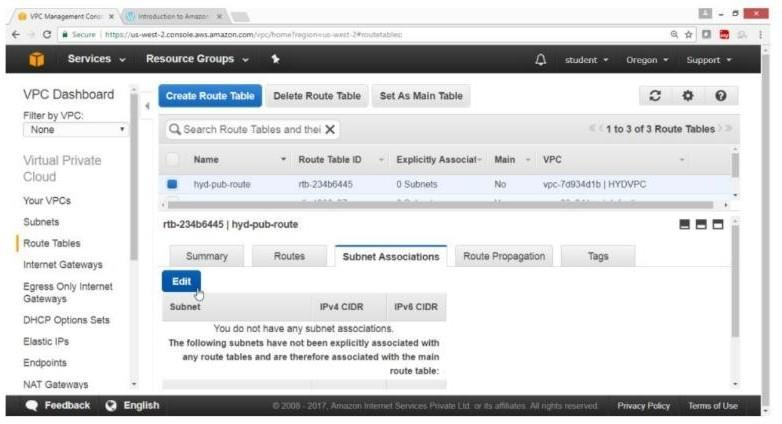 VPC Management Cons
Introduction to Amazon
Secure | https://us-west-2.console.aws.amazon.com/vpc/home?region=us-west-2#routetables:
Services Resource Groups student Oregon Support
VPC Dashboard
Filter by VPC:
None
Virtual Private
Cloud
Your VPCs
Subnets
Route Tables
Internet Gateways
Egress Only Internet
Gateways
DHCP Options Sets
Elastic IPs
Endpoints
NAT Gateways
Create Route Table Delete Route Table Set As Main Table
Search Route Tables and thei X 1 to 3 of 3 Route Tables
Name Route Table ID Explicitly Associat Main VPC
hyd-pub-route rtb-234b6445 0 Subnets No vpc-7d934d1b | HYDVPC
rtb-234b6445 | hyd-pub-route
Summary Routes Subnet Associations Route Propagation Tags
Edit
Subnet IPv4 CIDR IPv6 CIDR
You do not have any subnet associations.
The following subnets have not been explicitly associated with
any route tables and are therefore associated with the main
route table:
Feedback English © 2008 - 2017, Amazon Internet Services Private Ltd. or its affiliates. All rights reserved. Privacy Policy Terms of Use